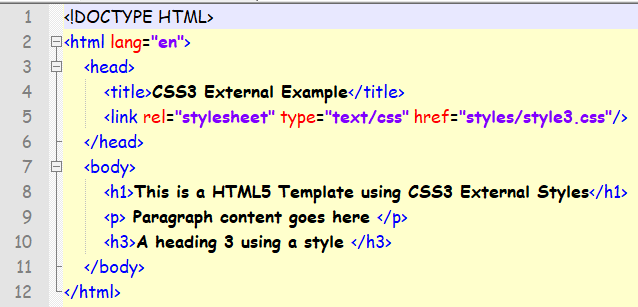 1 <!DOCTYPE HTML>
2 <html lang="en">
3 <head>
4 <title>CSS3 External Example</title>
5 <link rel="stylesheet" type="text/css" href="styles/style3.css"/>
6 </head>
7 <body>
8 <h1>This is a HTML5 Template using CSS3 External Styles</h1>
9 <p> Paragraph content goes here </p>
10 <h3>A heading 3 using a style </h3>
11 </body>
12 </html>